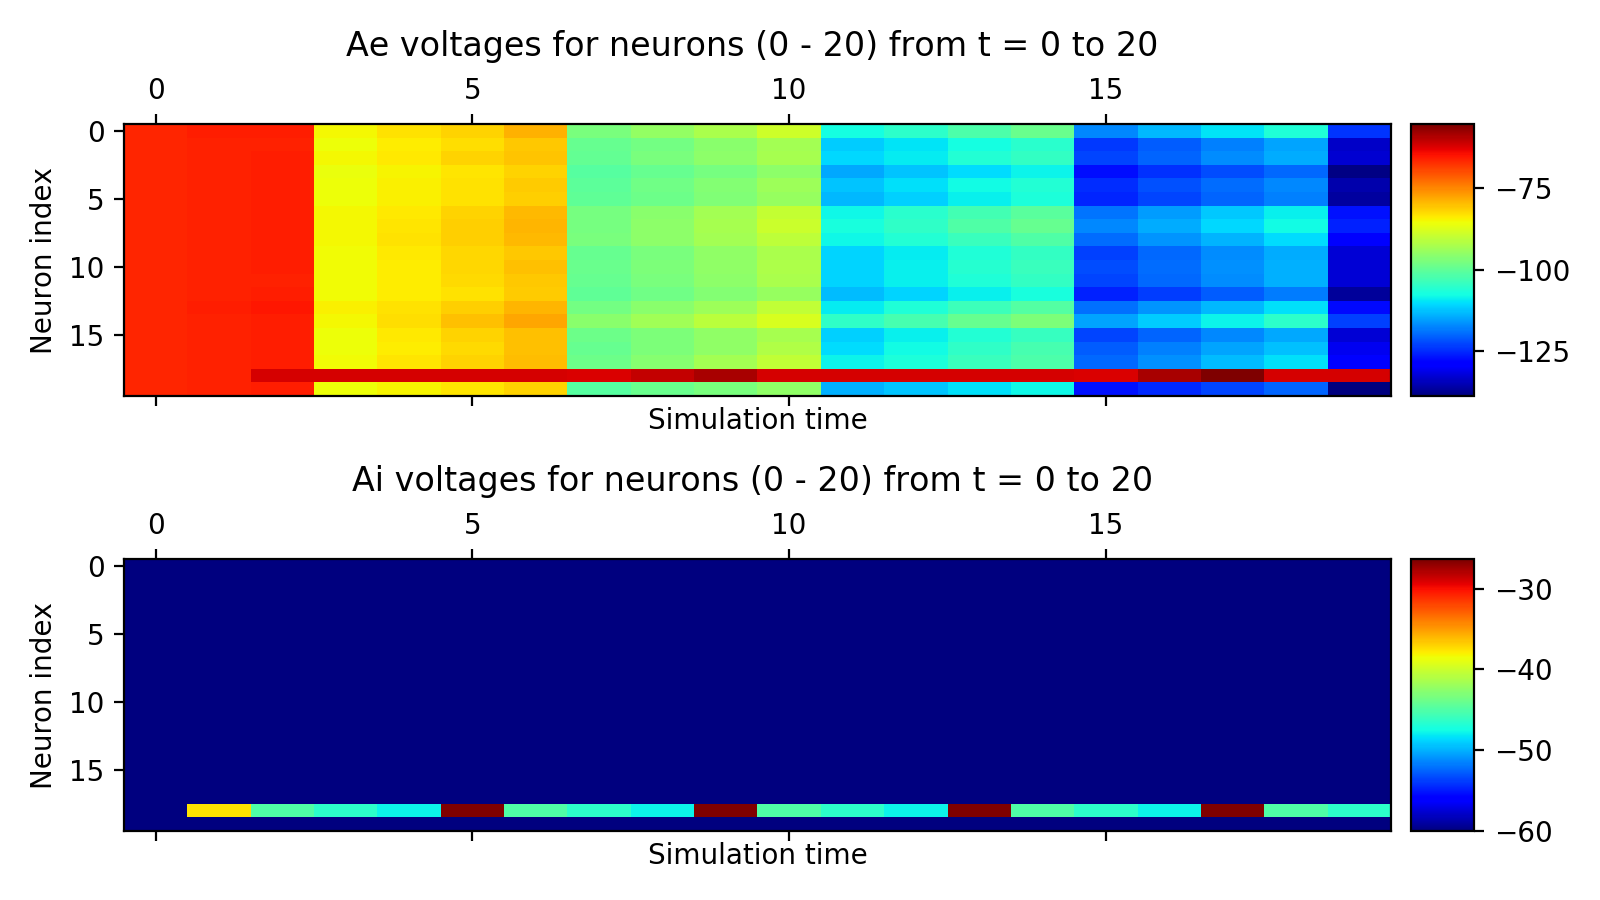 Ae voltages for neurons (0 - 20) from t = 0 to 20
0 5 10 15
0
5
10
15
Neuron index
Simulation time
−75
−100
−125
Ai voltages for neurons (0 - 20) from t = 0 to 20
0 5 10 15
0
5
10
15
Neuron index
Simulation time
−30
−40
−50
−60